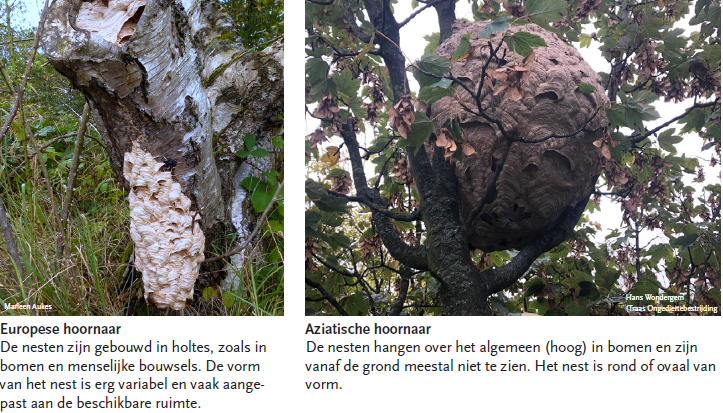 Marleen Aukes
Hans Wondergem
(Traas Ongediertebestrijding
Europese hoornaar
De nesten zijn gebouwd in holtes, zoals in
bomen en menselijke bouwsels. De vorm
van het nest is erg variabel en vaak aange-
past aan de beschikbare ruimte.
Aziatische hoornaar
De nesten hangen over het algemeen (hoog) in bomen en zijn
vanaf de grond meestal niet te zien. Het nest is rond of ovaal van
vorm.